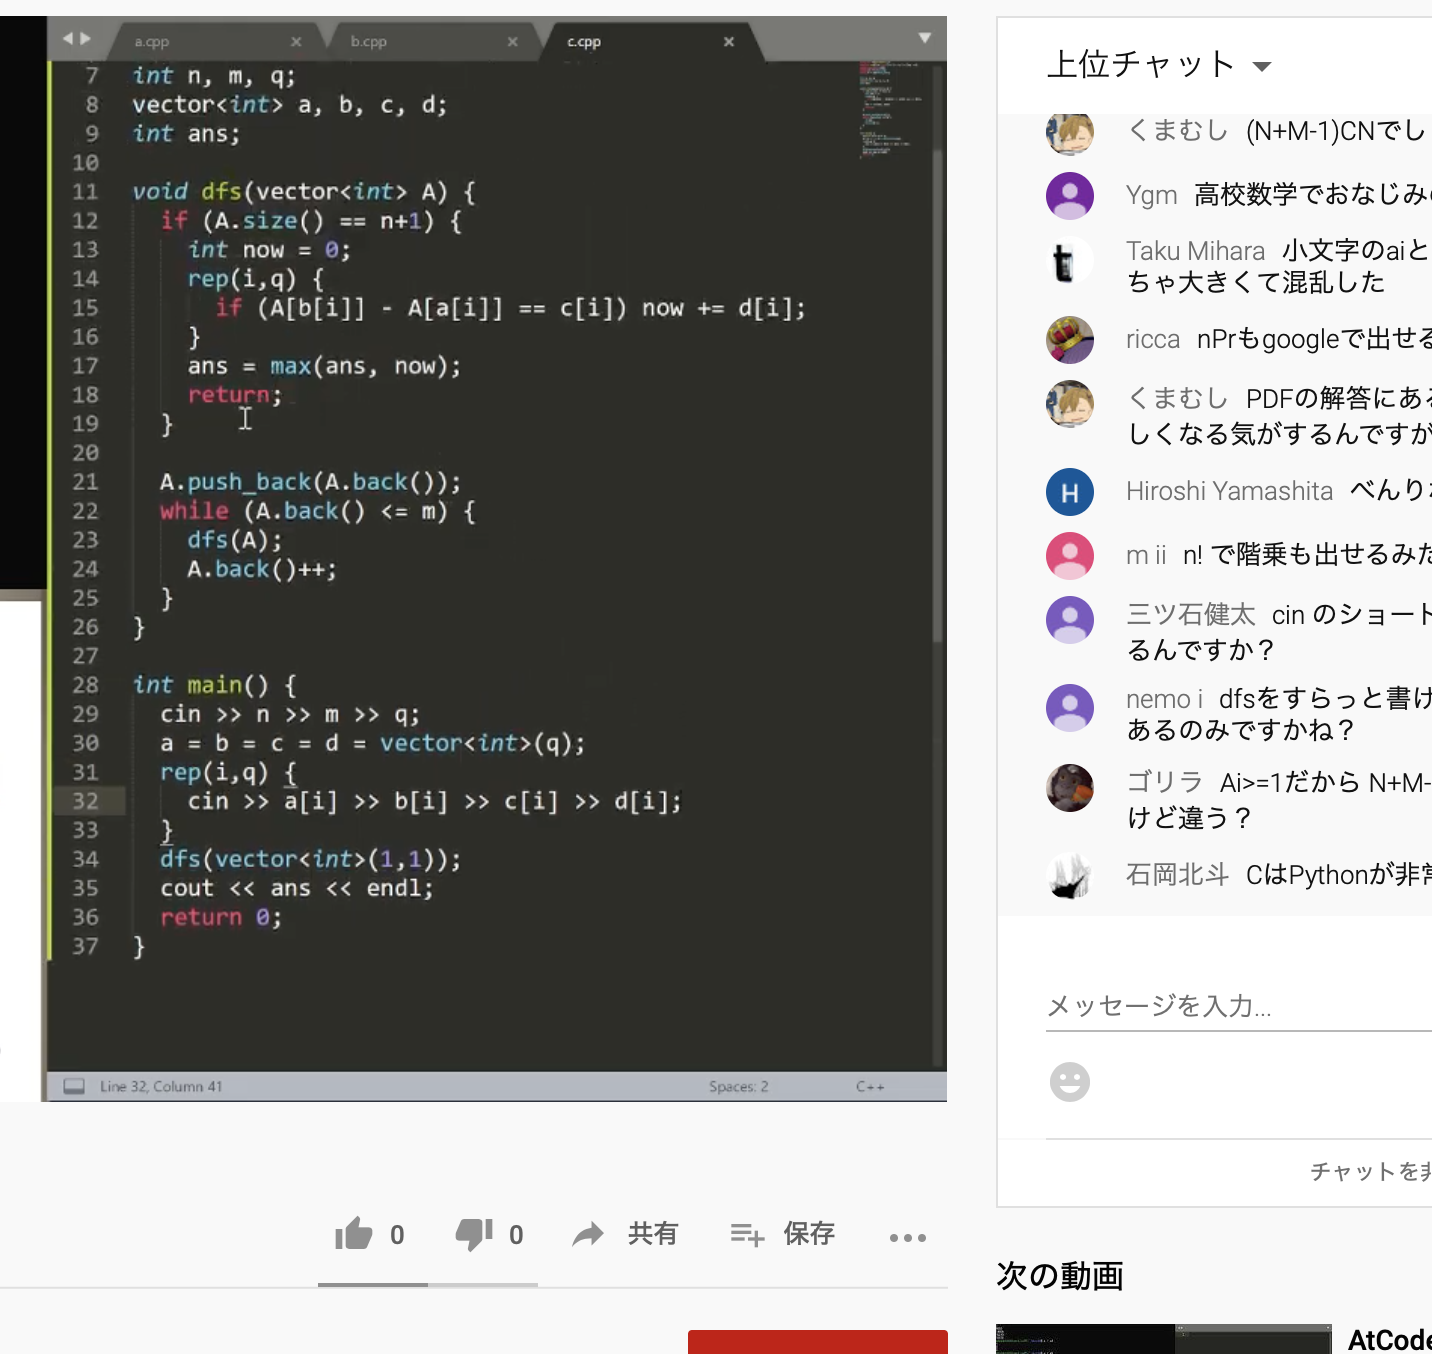 a.cpp
b.cpp
c.cpp
7 int n, m, q;
8 vector<int> a, b, c, d;
9 int ans;
10
11 void dfs(vector<int> A) {
12 if (A.size() == n+1) {
13 int now = 0;
14 rep(i,q) {
15 if (A[b[i]] - A[a[i]] == c[i]) now += d[i];
16 }
17 ans = max(ans, now);
18 return;
19 }
20
21 A.push_back(A.back());
22 while (A.back() <= m) {
23 dfs(A);
24 A.back()++;
25 }
26 }
27
28 int main() {
29 cin >> n >> m >> q;
30 a = b = c = d = vector<int>(q);
31 rep(i,q) {
32 cin >> a[i] >> b[i] >> c[i] >> d[i];
33 }
34 dfs(vector<int>(1,1));
35 cout << ans << endl;
36 return 0;
37 }
Line 32, Column 41
Spaces: 2
C++
0
0
共有
保存
上位チャット
くまむし (N+M-1)CNでし
Ygm 高校数学でおなじみ
Taku Mihara 小文字のaiと
ちゃ大きくて混乱した
ricca nPrもgoogleで出せる
くまむし PDFの解答にある
しくなる気がするんですが
H
Hiroshi Yamashita べんり
m ii n! で階乗も出せるみた
三ツ石健太 cin のショート
るんですか？
nemo i dfsをすらっと書け
あるのみですかね？
ゴリラ Ai>=1だから N+M-
けど違う？
石岡北斗 CはPythonが非常
メッセージを入力...
チャットを非
次の動画
AtCode